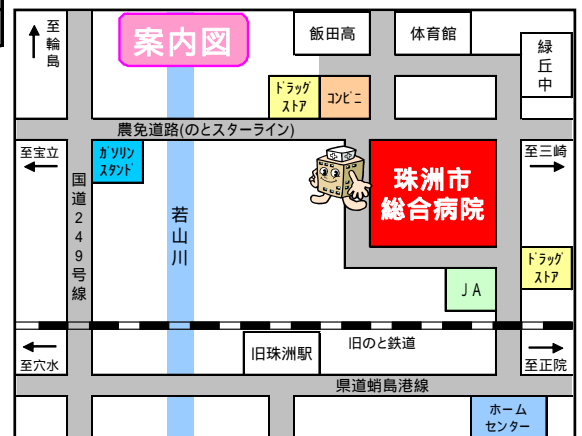 至輪島
案内図
飯田高
体育館
緑丘中
ﾄﾞﾗｯｸﾞ
ｽﾄｱ
ｺﾝﾋﾞﾆ
農免道路(のとスターライン)
至宝立
ｶﾞｿﾘﾝ
ｽﾀﾝﾄﾞ
国道249号線
若山川
珠洲市
総合病院
至三崎
ﾄﾞﾗｯｸﾞ
ｽﾄｱ
JA
旧のと鉄道
旧珠洲駅
至穴水
至正院
県道蛸島港線
ホーム
センター